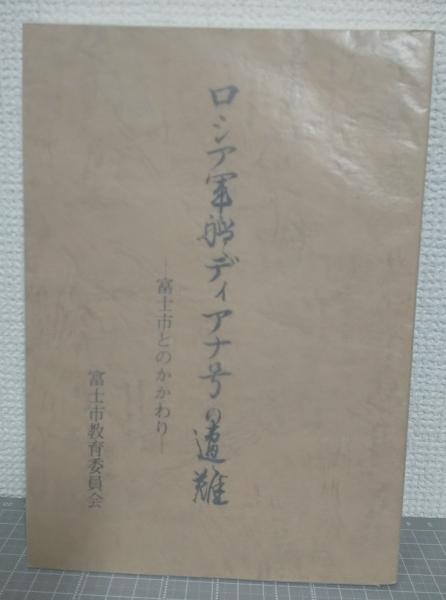 ロシア軍艦ディアナ号の遭難
―富士市とのかかわり―
富士市教育委員会